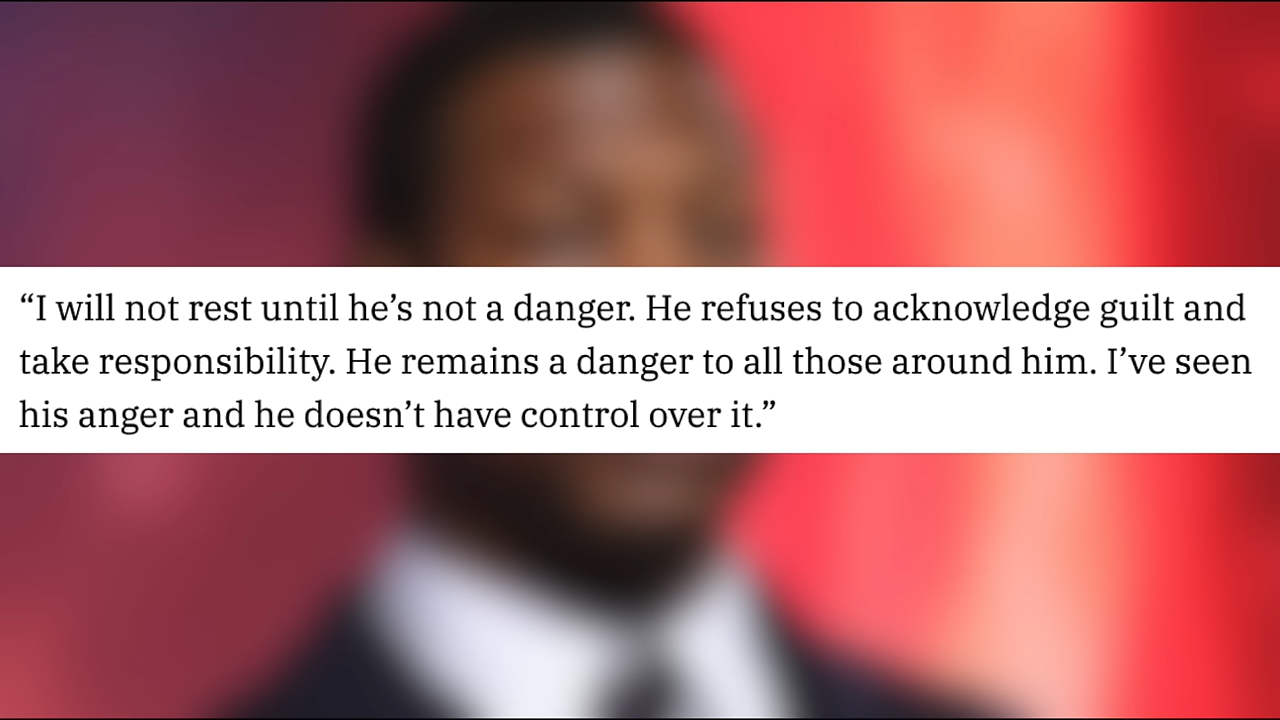 “I will not rest until he’s not a danger. He refuses to acknowledge guilt and
take responsibility. He remains a danger to all those around him. I’ve seen
his anger and he doesn’t have control over it.”